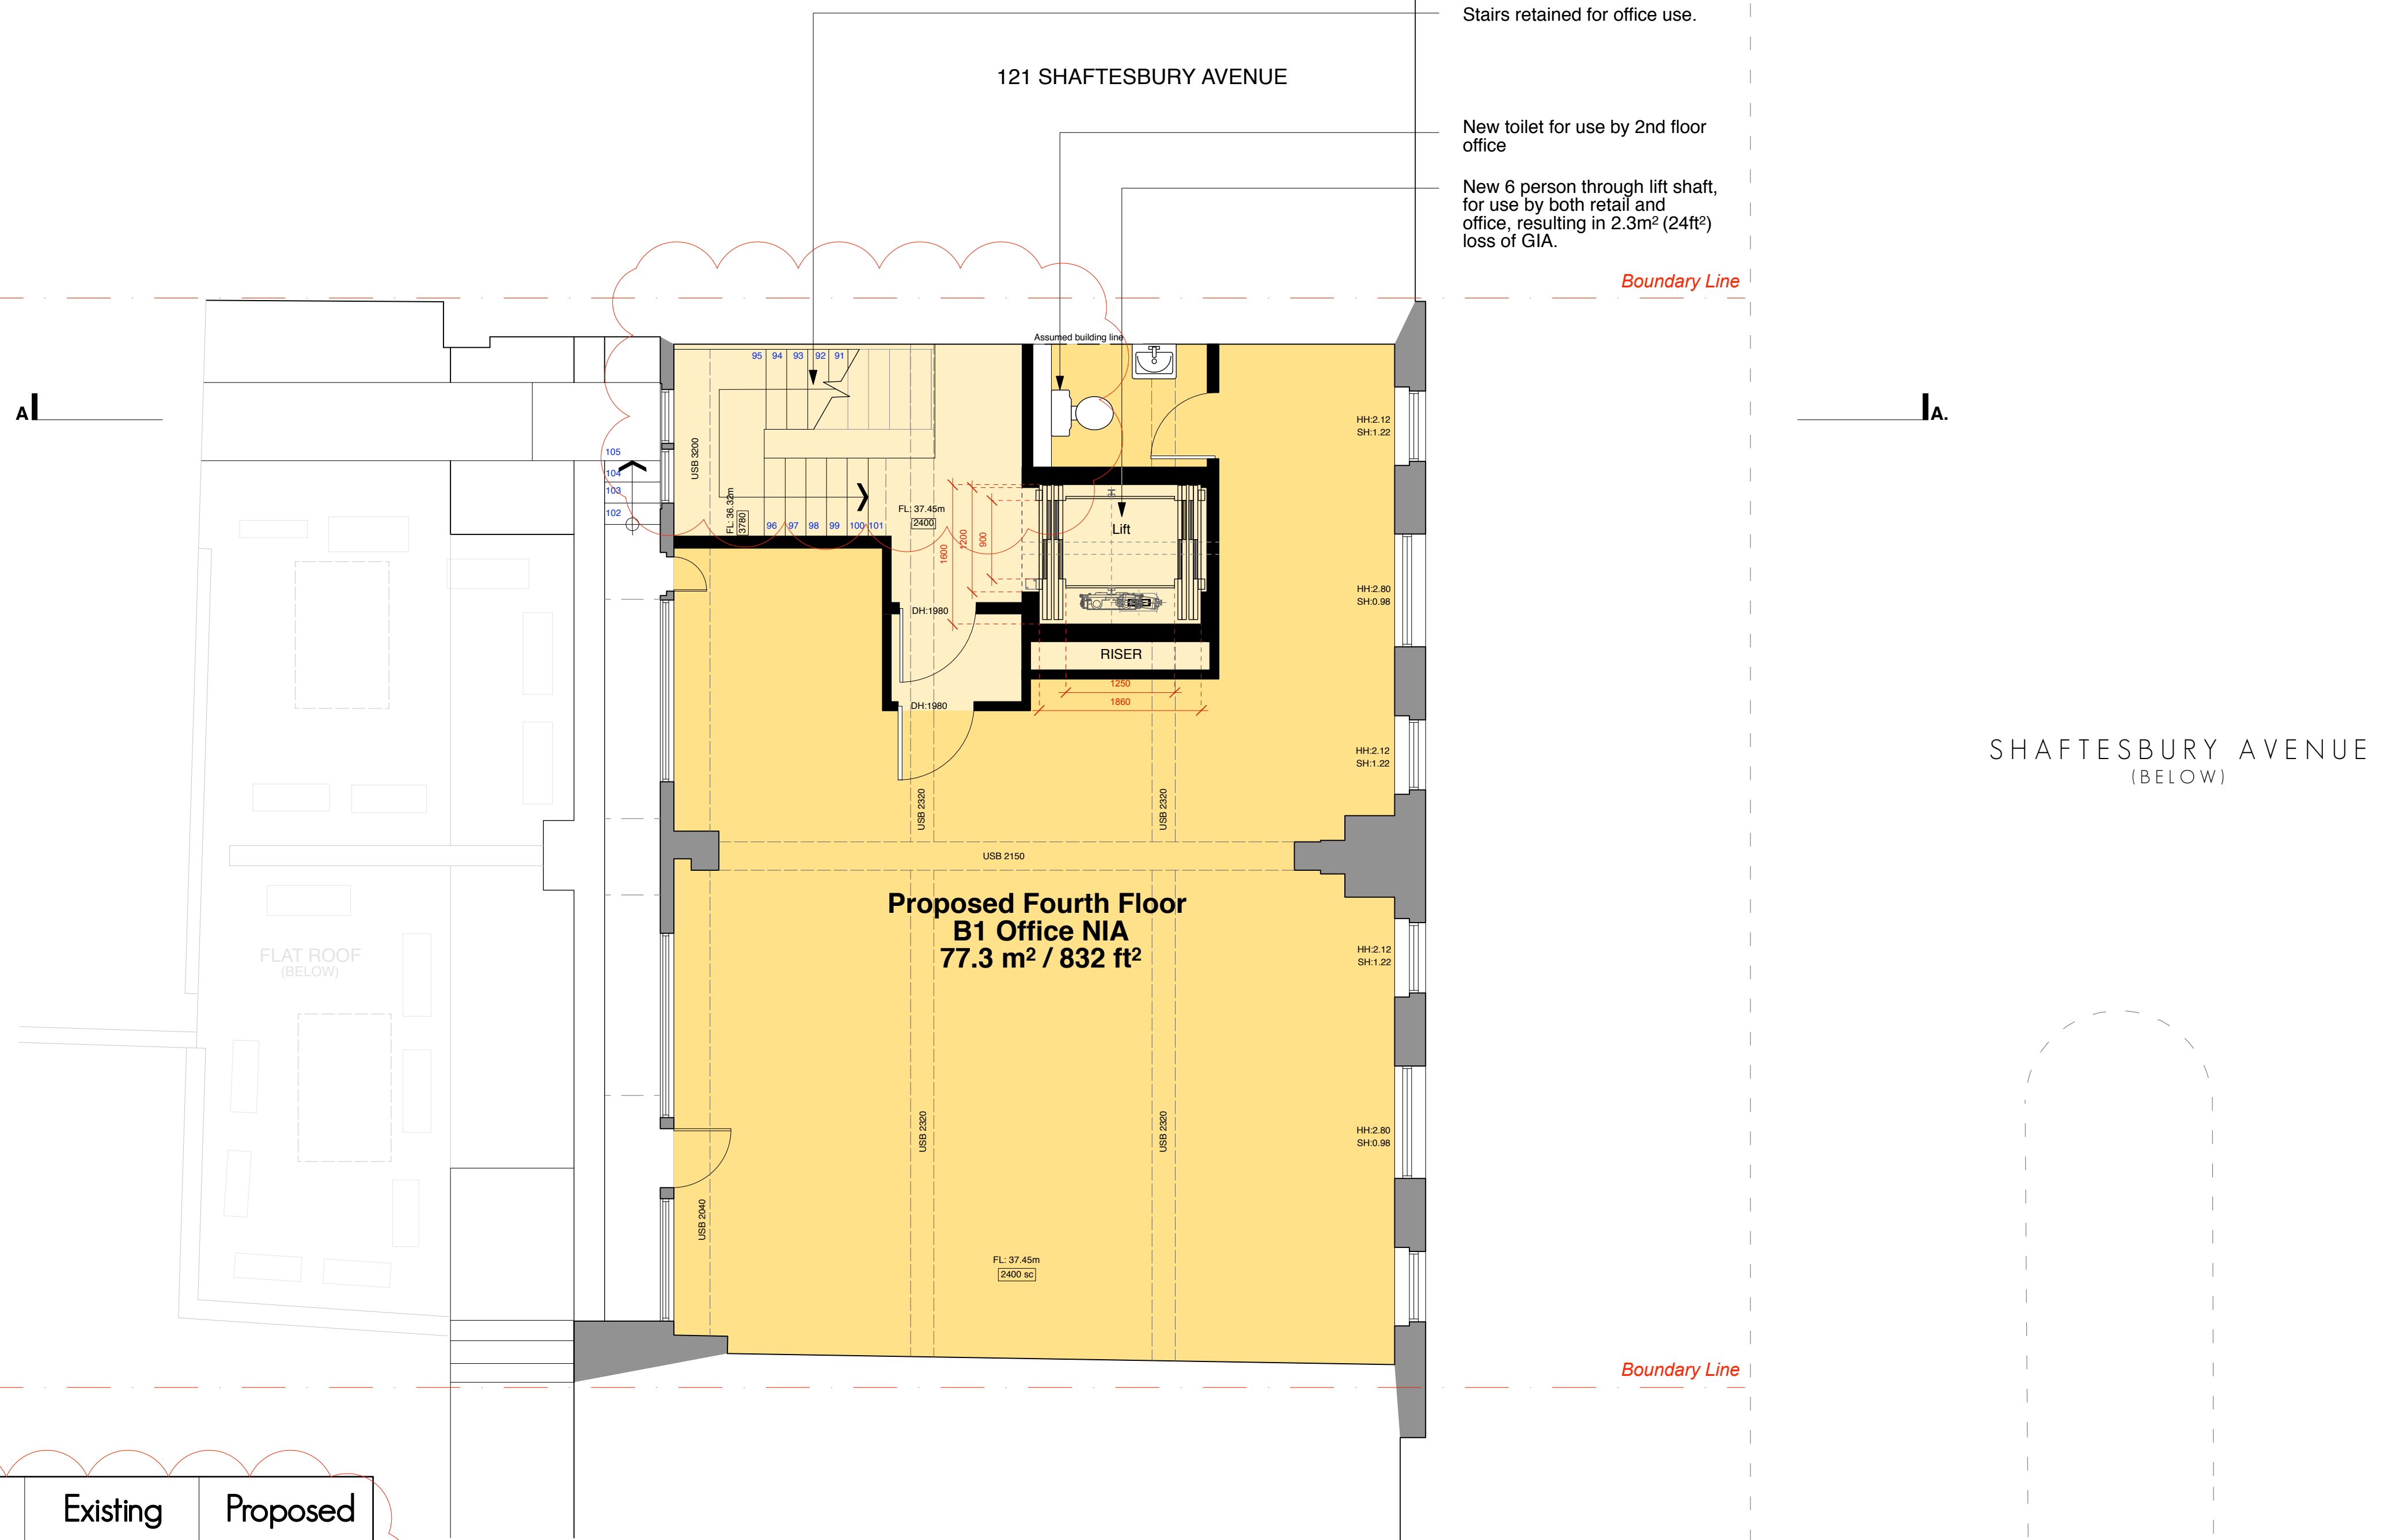 Stairs retained for office use.
121 SHAFTESBURY AVENUE
New toilet for use by 2nd floor
office
New 6 person through lift shaft,
for use by both retail and
office, resulting in 2.3m² (24ft²)
loss of GIA.
Boundary Line
Assumed building line
95 94 93 92 91
A
A.
HH:2.12
SH:1.22
USB 3200
105
104
103
102
FL: 36.32m
3780
96 97 98 99 100 101
FL: 37.45m
2400
1600
1200
900
Lift
HH:2.80
SH:0.98
DH:1980
RISER
1250
1860
DH:1980
HH:2.12
SH:1.22
SHAFTESBURY AVENUE
(BELOW)
USB 2320
USB 2320
USB 2150
Proposed Fourth Floor
B1 Office NIA
77.3 m² / 832 ft²
FLAT ROOF
(BELOW)
HH:2.12
SH:1.22
USB 2320
USB 2320
HH:2.80
SH:0.98
USB 2040
FL: 37.45m
2400 sc
Boundary Line
Existing Proposed